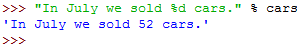 >>> "In July we sold %d cars." % cars
'In July we sold 52 cars.'
>>>